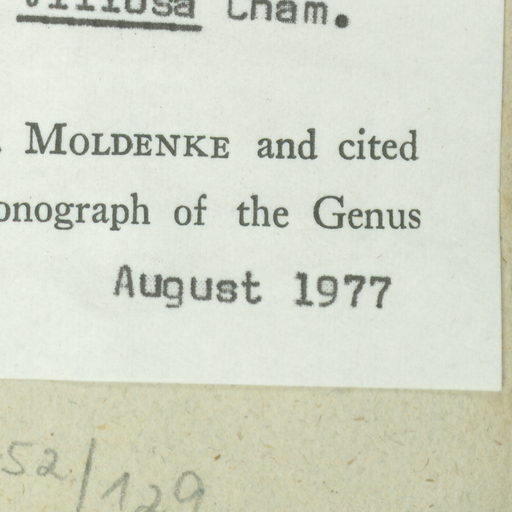 villosa Cham.
. MOLDENKE and cited
onograph of the Genus
August 1977
52/129